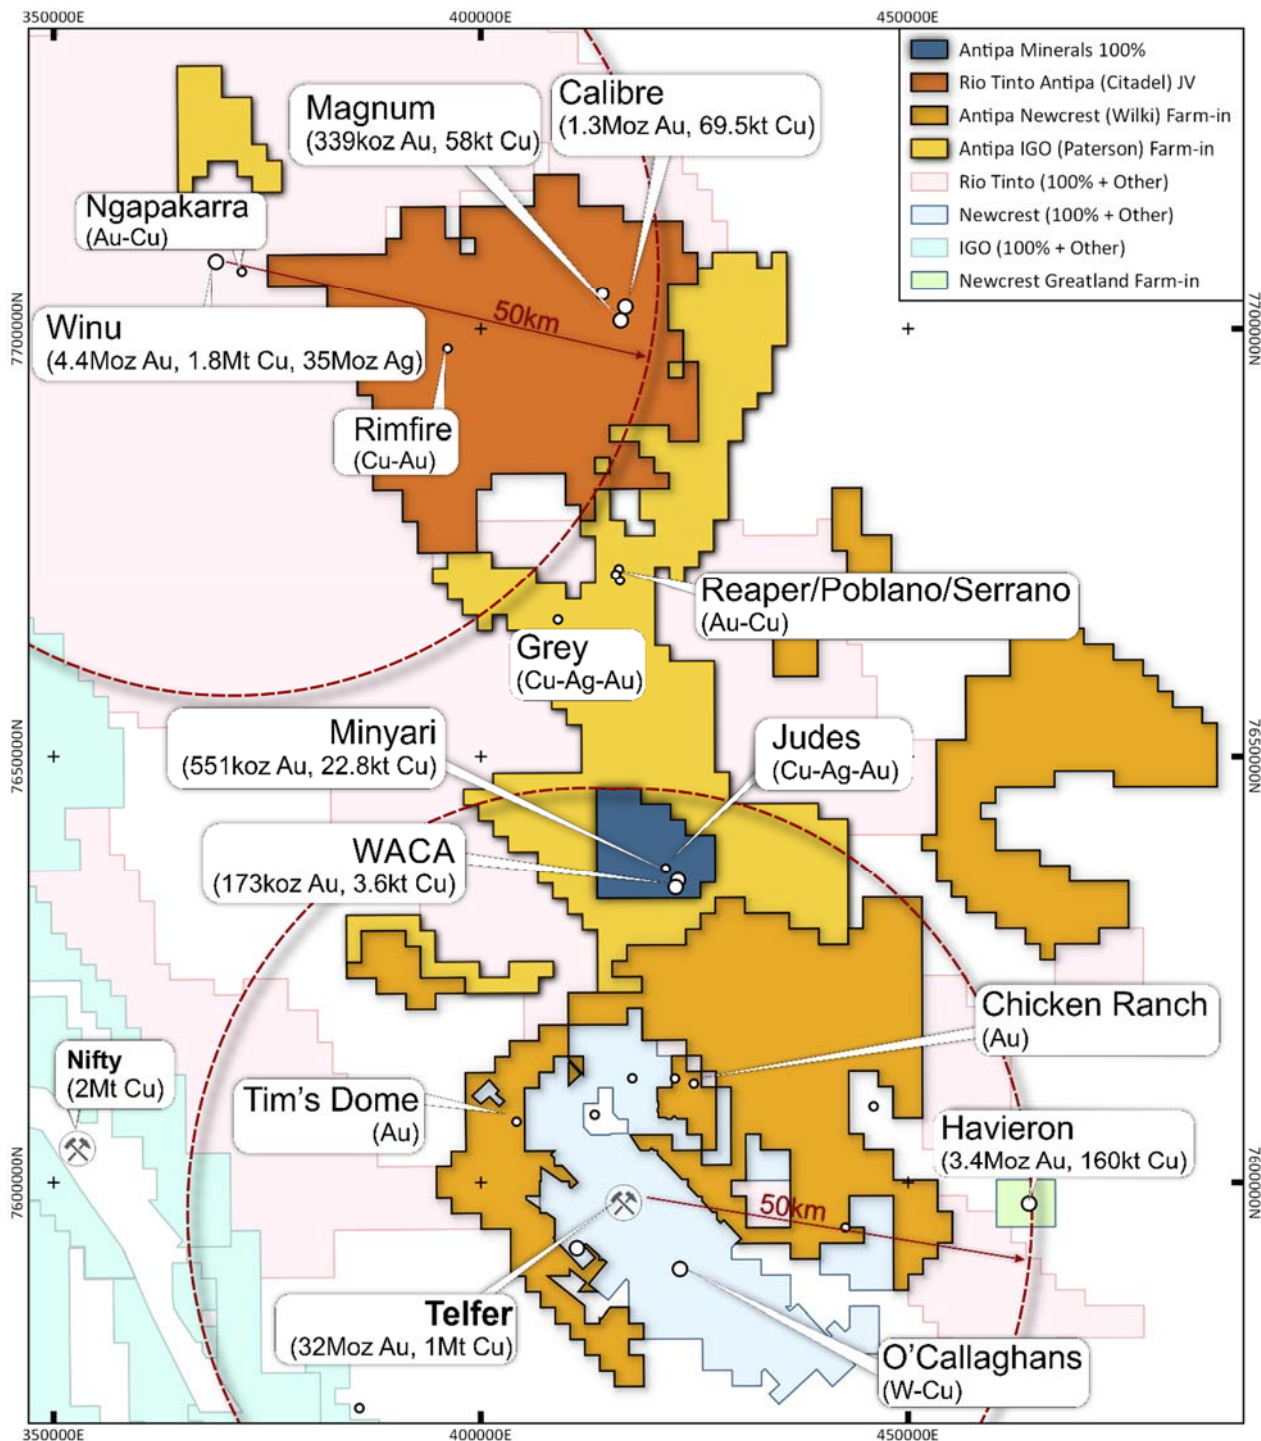 350000E
400000E
450000E
Antipa Minerals 100%
Rio Tinto Antipa (Citadel) JV
Antipa Newcrest (Wilki) Farm-in
Antipa IGO (Paterson) Farm-in
Rio Tinto (100% + Other)
Newcrest (100% + Other)
IGO (100% + Other)
Newcrest Greatland Farm-in
Magnum
(339koz Au, 58kt Cu)
Calibre
(1.3Moz Au, 69.5kt Cu)
Ngapakarra
(Au-Cu)
50km
Winu
(4.4Moz Au, 1.8Mt Cu, 35Moz Ag)
7700000N
7700000N
Rimfire
(Cu-Au)
Reaper/Poblano/Serrano
(Au-Cu)
Grey
(Cu-Ag-Au)
Minyari
(551koz Au, 22.8kt Cu)
Judes
(Cu-Ag-Au)
7650000N
7650000N
WACA
(173koz Au, 3.6kt Cu)
Chicken Ranch
(Au)
Nifty
(2Mt Cu)
Tim's Dome
(Au)
Havieron
(3.4Moz Au, 160kt Cu)
7600000N
7600000N
50km
Telfer
(32Moz Au, 1Mt Cu)
O'Callaghans
(W-Cu)
350000E
400000E
450000E